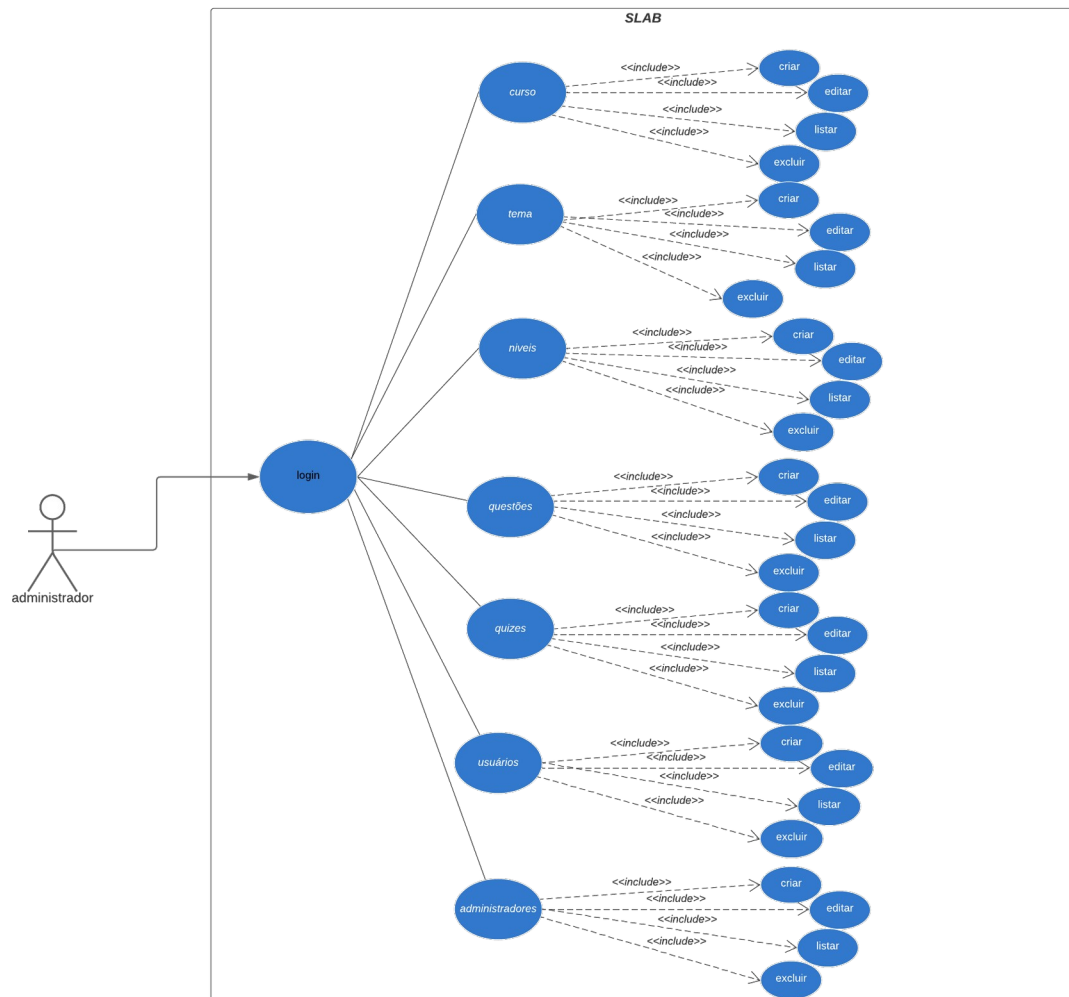 SLAB
<<include>>
criar
<<include>>
editar
curso
<<include>>
listar
<<include>>
excluir
<<include>>
criar
<<include>>
tema
editar
<<include>>
listar
<<include>>
excluir
<<include>>
criar
<<include>>
niveis
editar
<<include>>
listar
<<include>>
excluir
login
<<include>>
criar
<<include>>
editar
questões
<<include>>
listar
<<include>>
excluir
administrador
<<include>>
criar
<<include>>
quizes
editar
<<include>>
listar
<<include>>
excluir
<<include>>
criar
<<include>>
usuários
editar
<<include>>
listar
<<include>>
excluir
<<include>>
criar
<<include>>
administradores
editar
<<include>>
listar
<<include>>
excluir